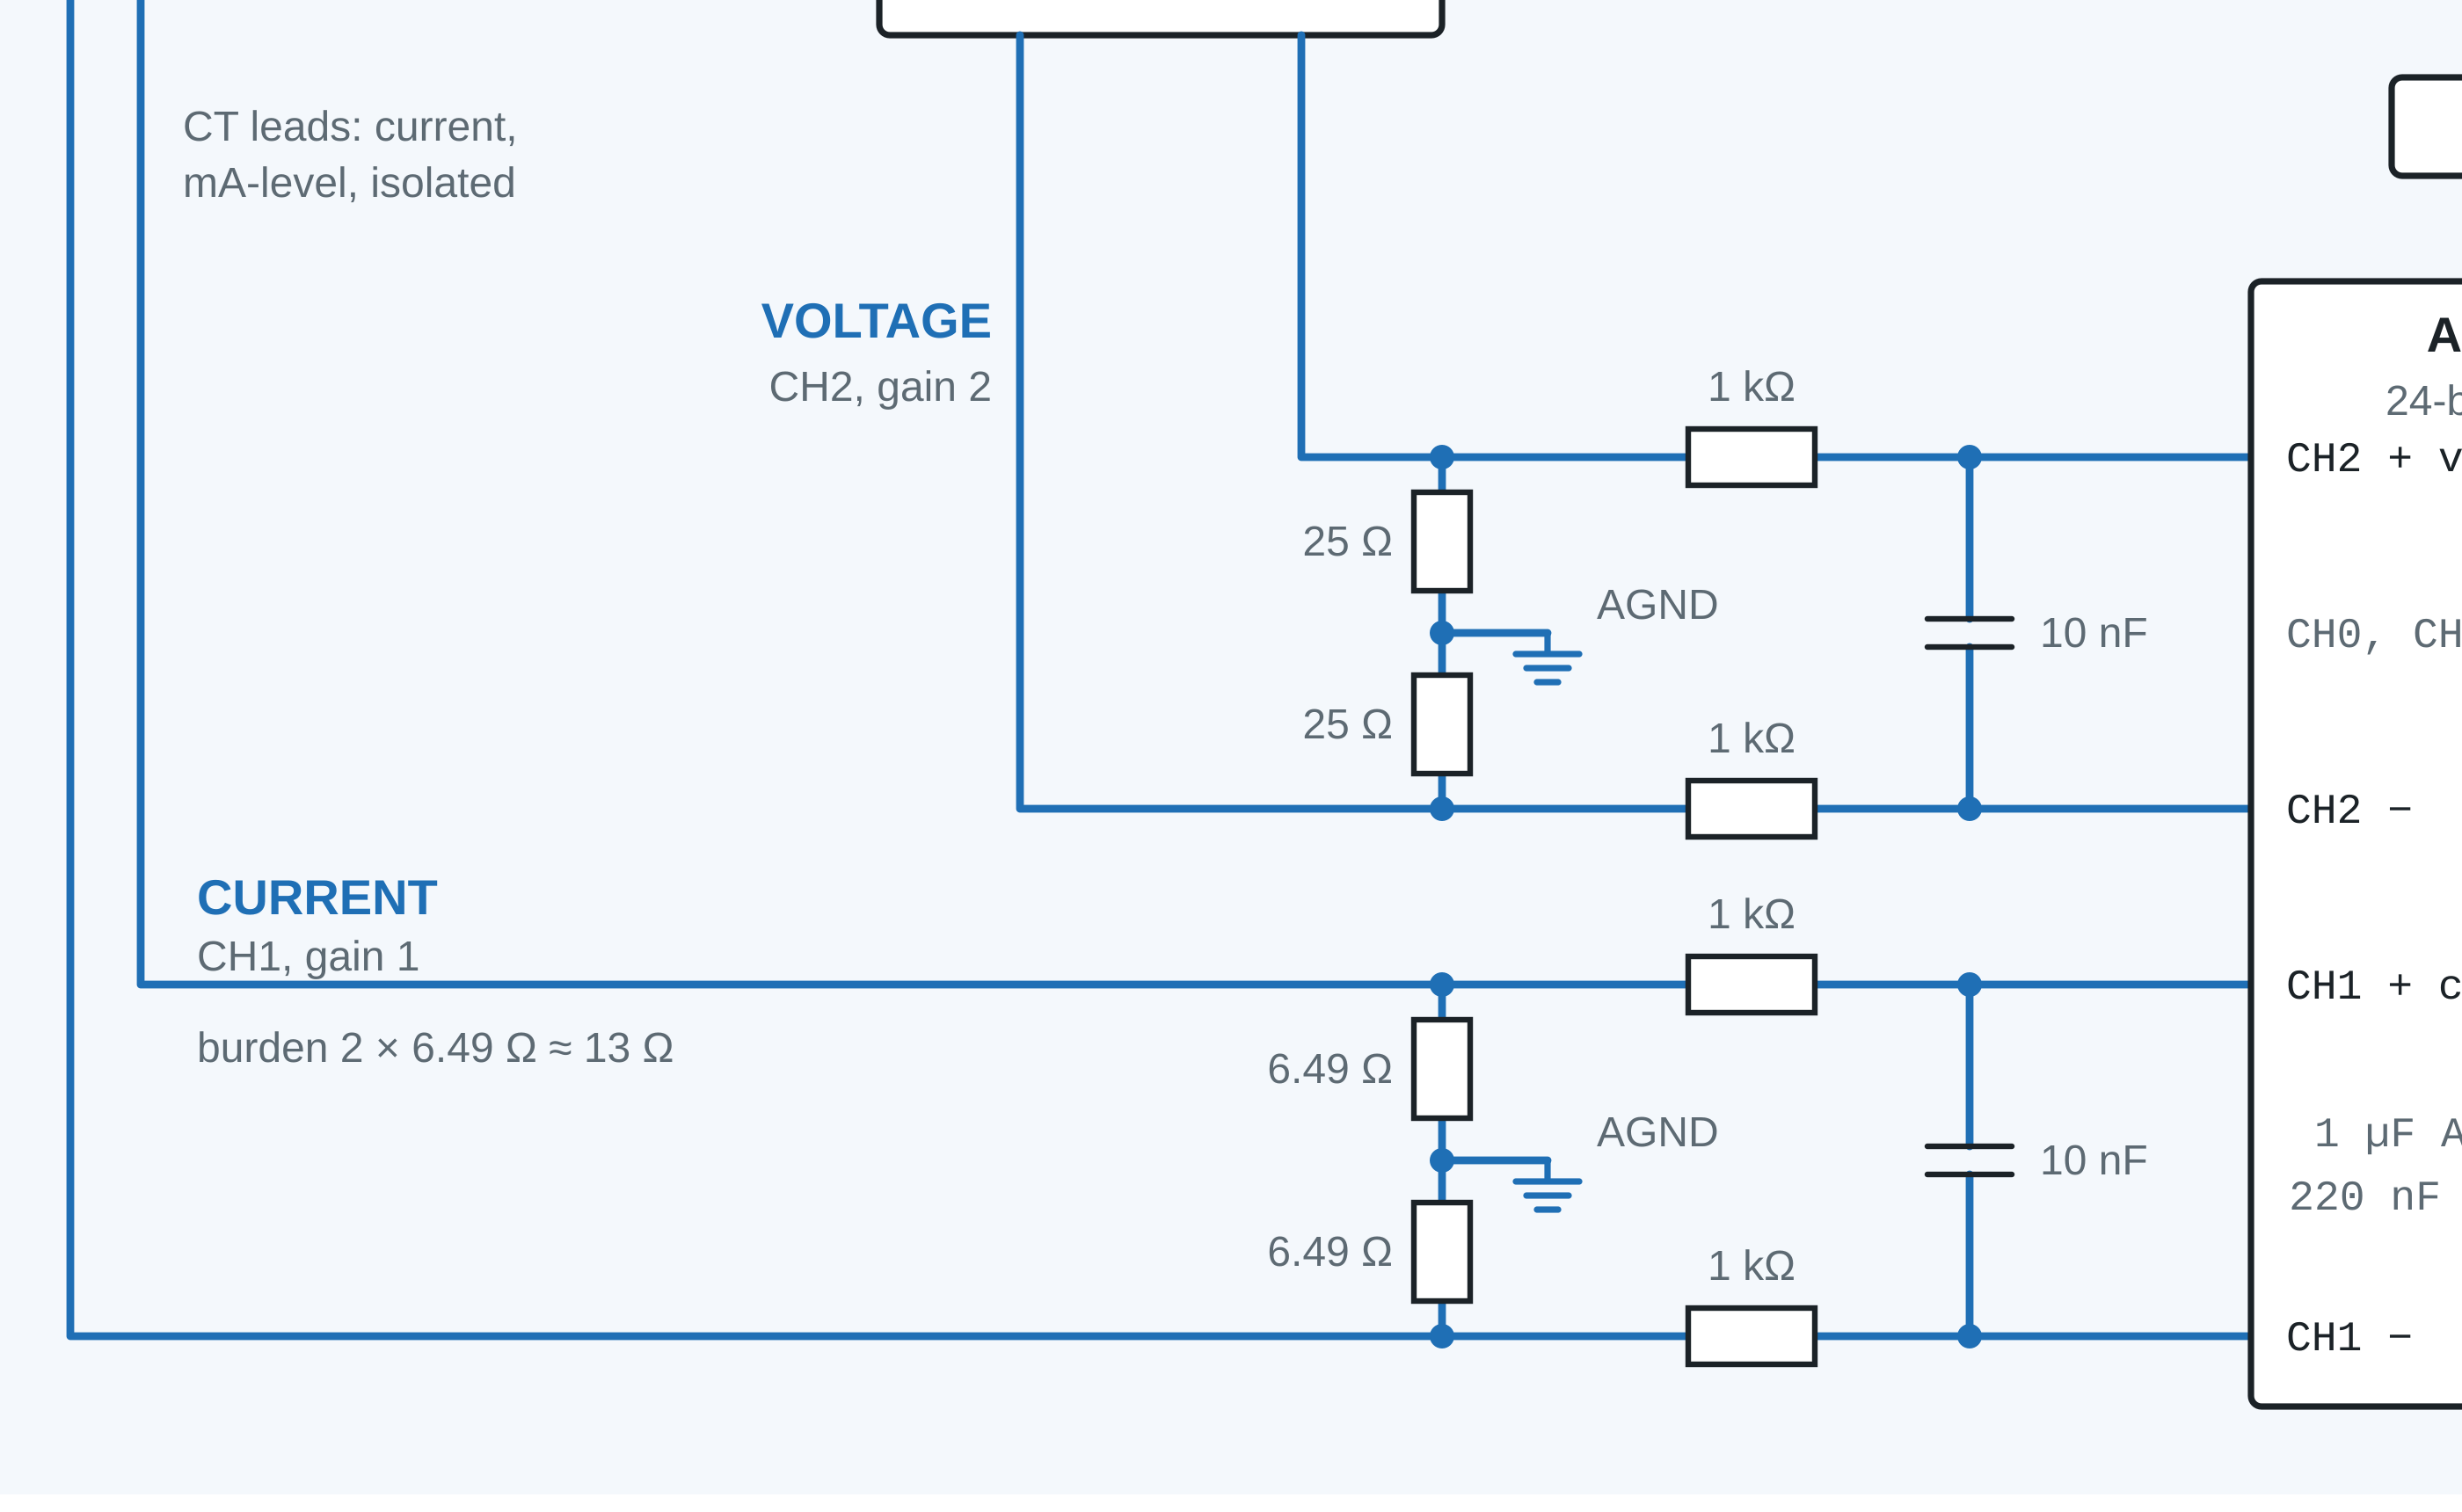 CT leads: current,
mA-level, isolated
VOLTAGE
CH2, gain 2
1 kΩ
25 Ω
AGND
10 nF
25 Ω
1 kΩ
CURRENT
CH1, gain 1
burden 2 × 6.49 Ω ≈ 13 Ω
1 kΩ
6.49 Ω
AGND
10 nF
6.49 Ω
1 kΩ
CH2 +
CH0,
CH2 −
CH1 +
1 µF
220 nF
CH1 −